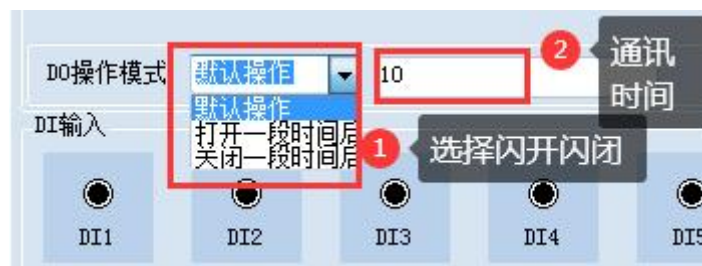 DO操作模式
默认操作
10
2
通讯
时间
默认操作
打开一段时间后
关闭一段时间后
1
选择闪开闪闭
DI输入
DI1
DI2
DI3
DI4
DI5